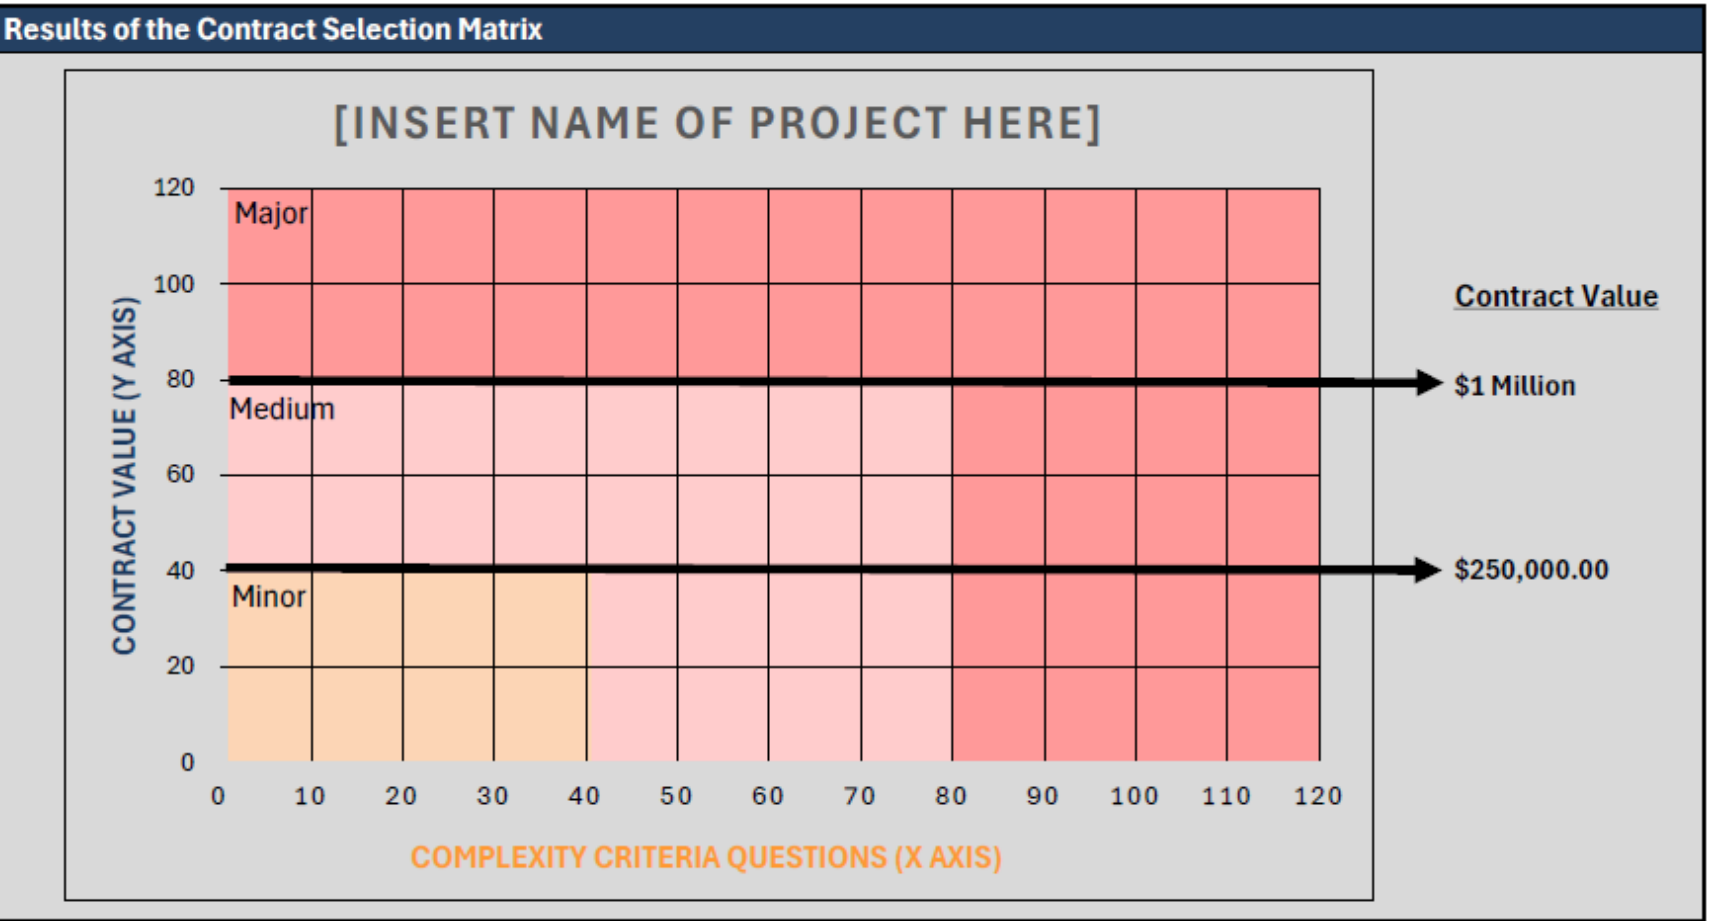 Results of the Contract Selection Matrix
[INSERT NAME OF PROJECT HERE]
120
Major
100
Contract Value
80
$1 Million
Medium
60
40
$250,000.00
Minor
20
0
CONTRACT VALUE (Y AXIS)
0 10 20 30 40 50 60 70 80 90 100 110 120
COMPLEXITY CRITERIA QUESTIONS (X AXIS)